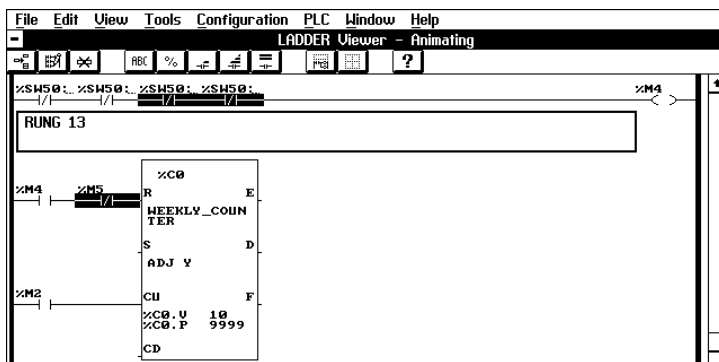 File Edit View Tools Configuration PLC Window Help
LADDER Viewer - Animating
ABC % ?
%SW50:… %SW50:… %SW50:… %SW50:… %M4
RUNG 13
%C0
%M4 %M5 R E
WEEKLY_COUN
TER
S D
ADJ Y
%M2 CU F
%C0.V 10
%C0.P 9999
CD